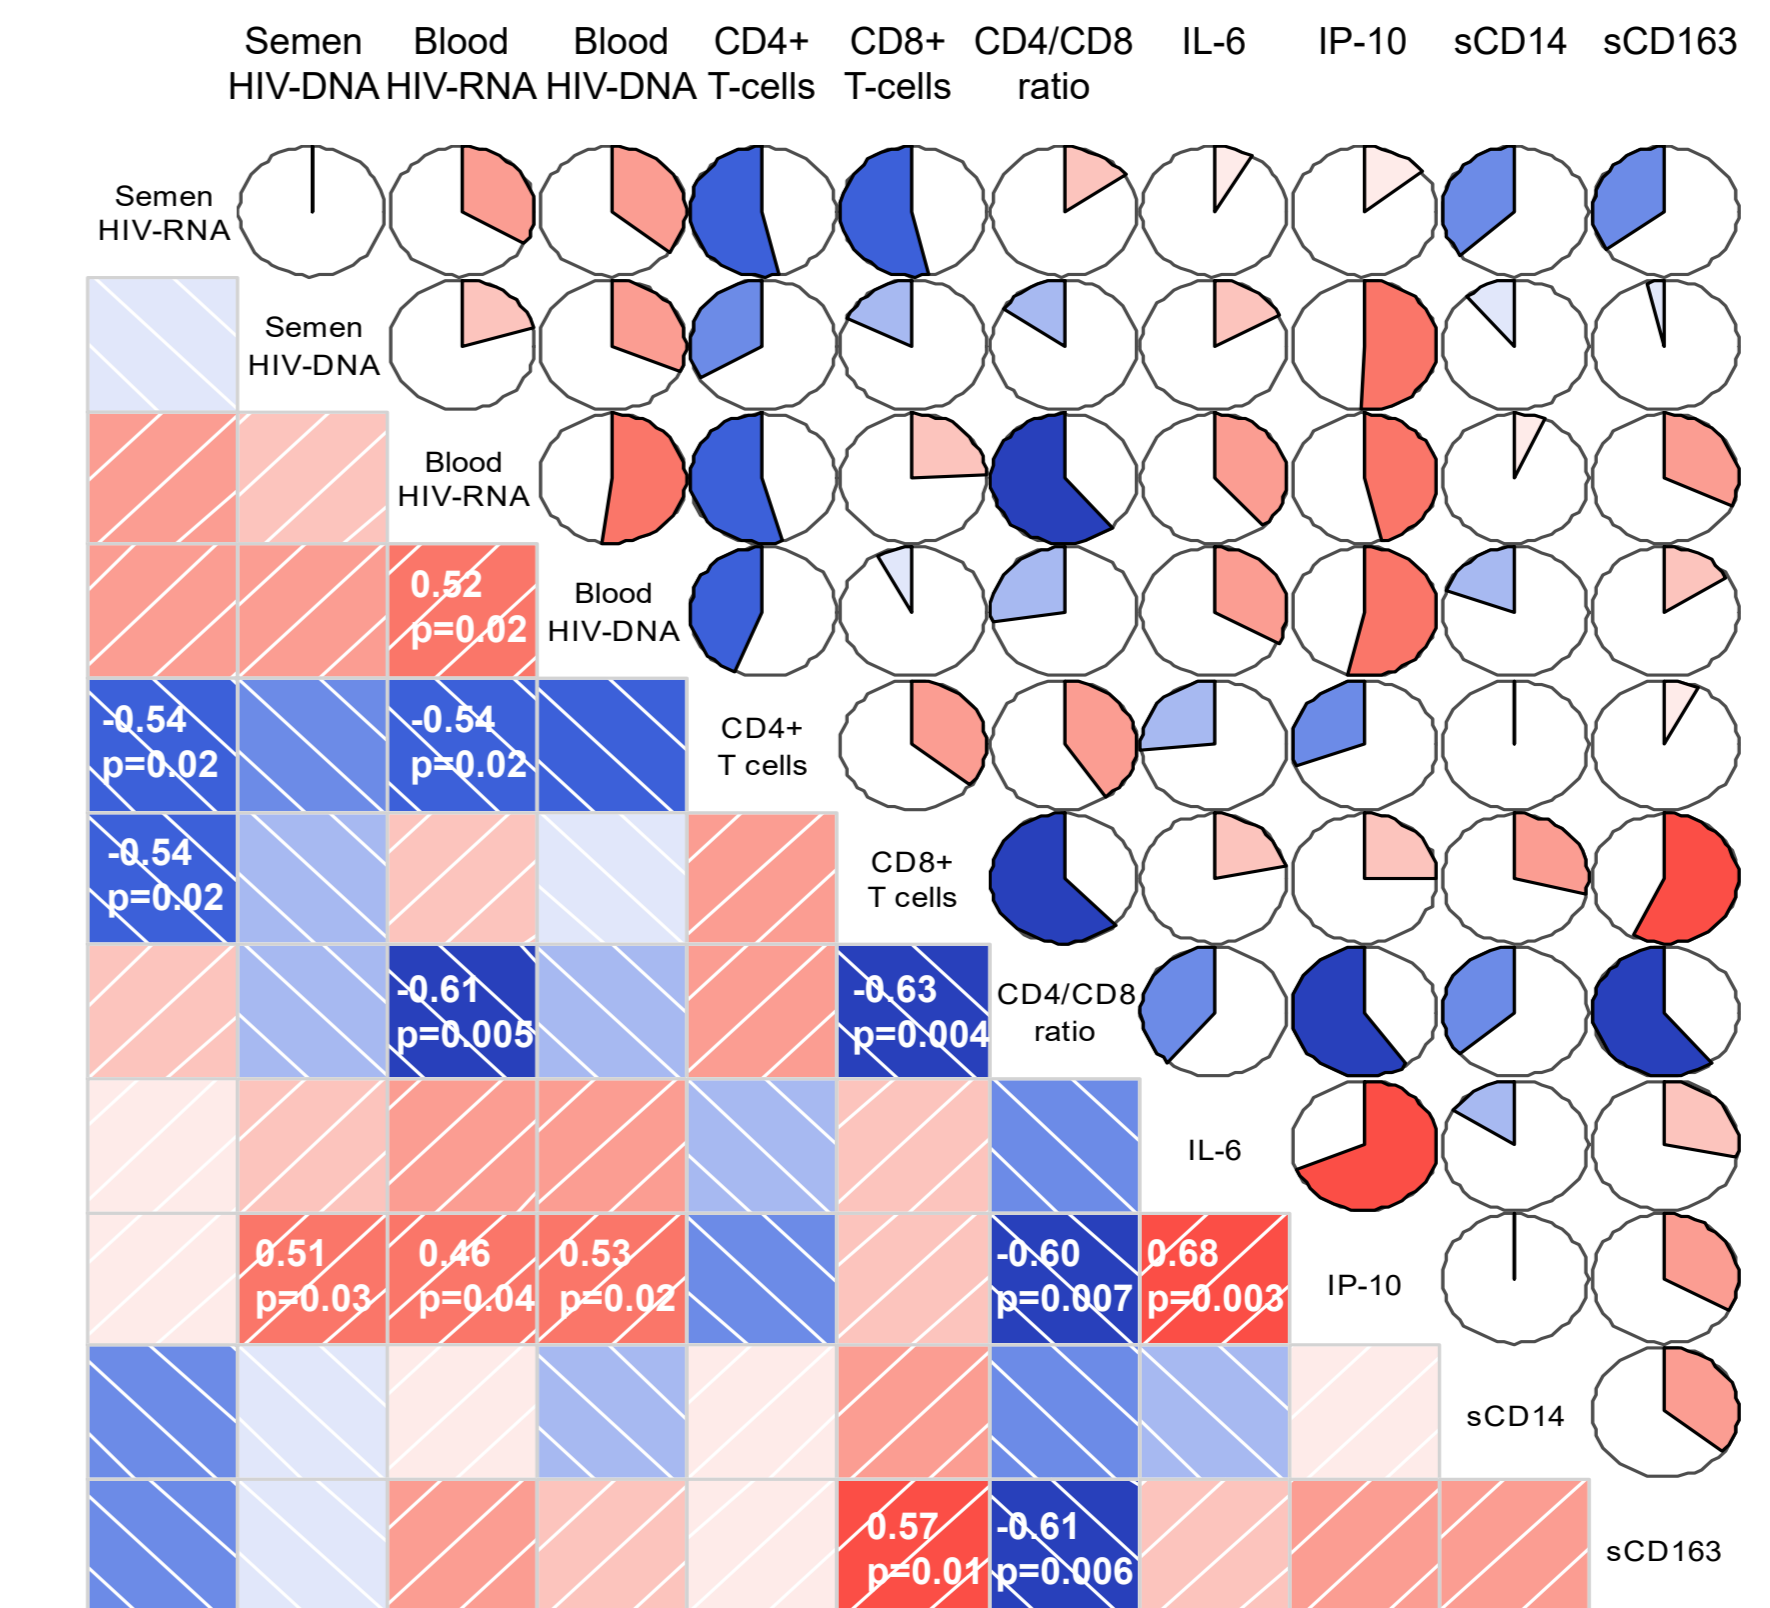 Semen Blood Blood CD4+ CD8+ CD4/CD8 IL-6 IP-10 sCD14 sCD163
HIV-DNA HIV-RNA HIV-DNA T-cells T-cells ratio
Semen
HIV-RNA
Semen
HIV-DNA
Blood
HIV-RNA
0.52
p=0.02
Blood
HIV-DNA
-0.54 -0.54
p=0.02 p=0.02
CD4+
T cells
-0.54
p=0.02
CD8+
T cells
-0.61 -0.63
p=0.005 p=0.004
CD4/CD8
ratio
IL-6
0.51 0.46 0.53 -0.60 0.68
p=0.03 p=0.04 p=0.02 p=0.007 p=0.003
IP-10
sCD14
0.57 -0.61
p=0.01 p=0.006
sCD163